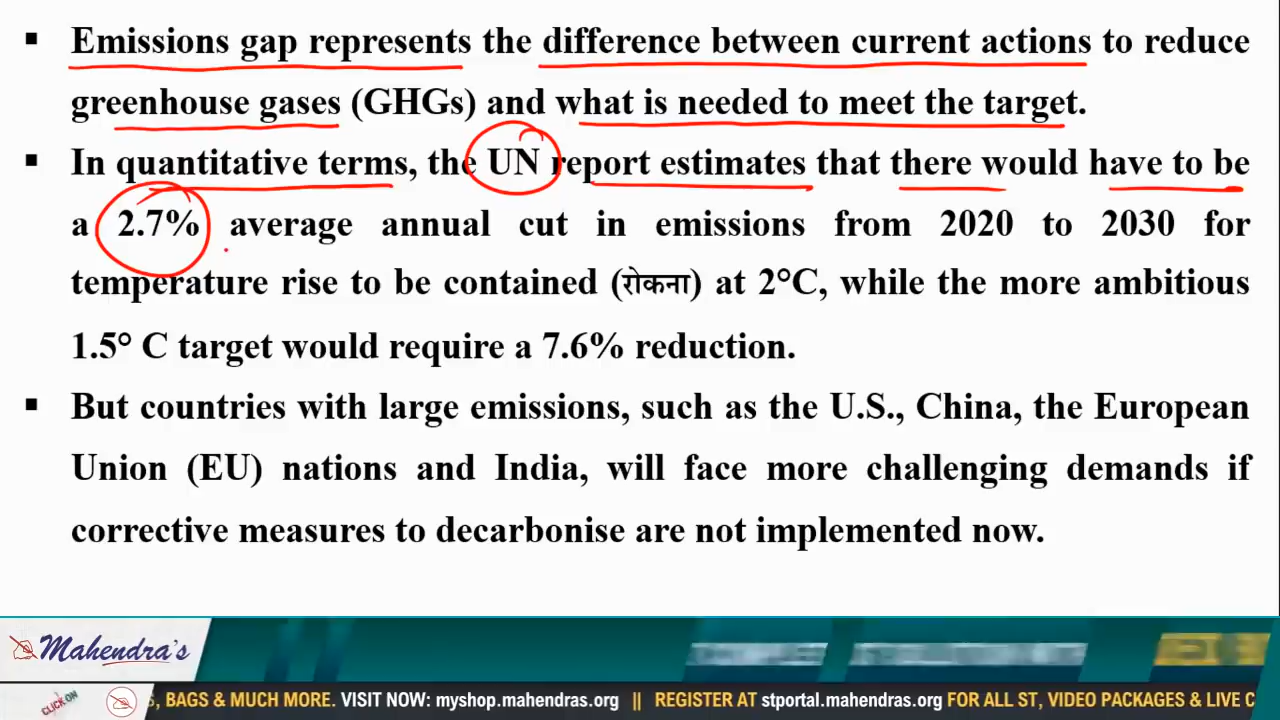 ▪ Emissions gap represents the difference between current actions to reduce
greenhouse gases (GHGs) and what is needed to meet the target.
▪ In quantitative terms, the UN report estimates that there would have to be
a 2.7% average annual cut in emissions from 2020 to 2030 for
temperature rise to be contained (रोकना) at 2°C, while the more ambitious
1.5° C target would require a 7.6% reduction.
▪ But countries with large emissions, such as the U.S., China, the European
Union (EU) nations and India, will face more challenging demands if
corrective measures to decarbonise are not implemented now.
Mahendra's
CLICK ON
S, BAGS & MUCH MORE. VISIT NOW: myshop.mahendras.org || REGISTER AT stportal.mahendras.org FOR ALL ST, VIDEO PACKAGES & LIVE C